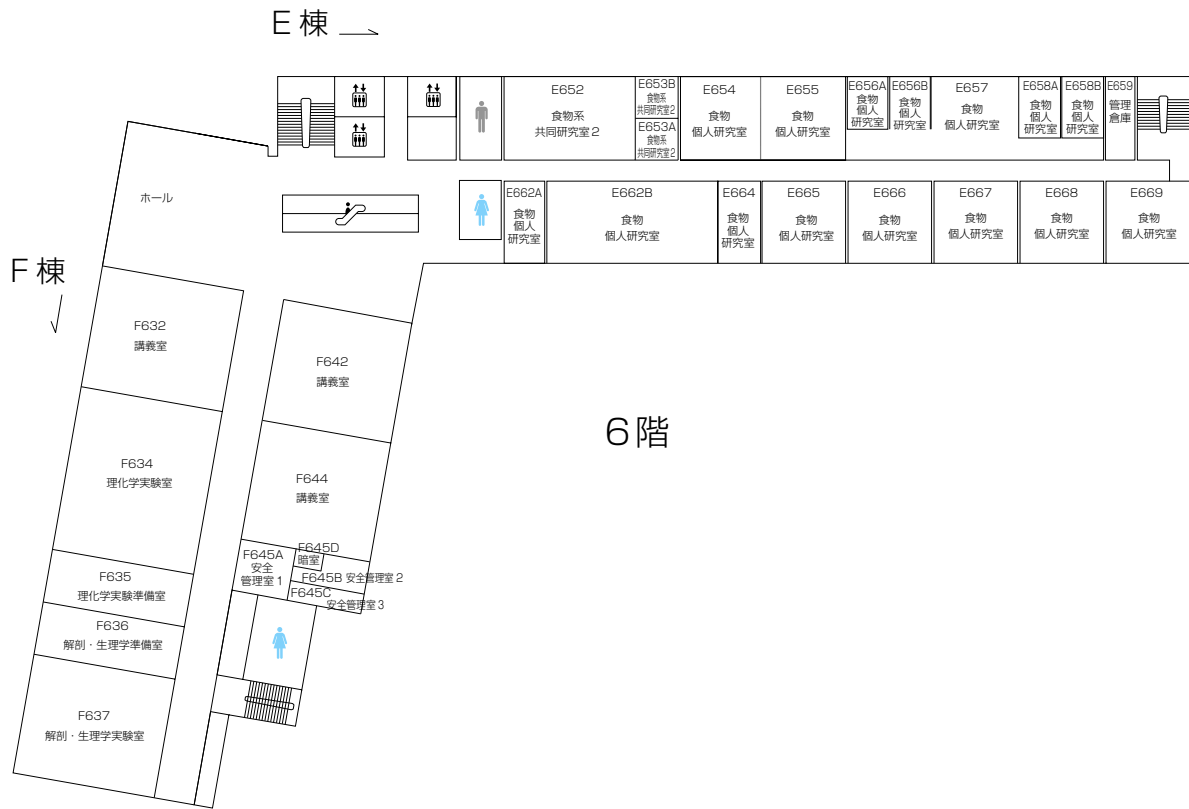 E棟
E652
食物系
共同研究室2
E653B
食物系
共同研究室2
E653A
食物系
共同研究室2
E654
食物
個人研究室
E655
食物
個人研究室
E656A
食物
個人
研究室
E656B
食物
個人
研究室
E657
食物
個人研究室
E658A
食物
個人
研究室
E658B
食物
個人
研究室
E659
管理
倉庫
ホール
E662A
食物
個人
研究室
E662B
食物
個人研究室
E664
食物
個人
研究室
E665
食物
個人研究室
E666
食物
個人研究室
E667
食物
個人研究室
E668
食物
個人研究室
E669
食物
個人研究室
F棟
F632
講義室
F642
講義室
6階
F634
理化学実験室
F644
講義室
F645A
安全
管理室1
F645D
暗室
F645B 安全管理室2
F645C
安全管理室3
F635
理化学実験準備室
F636
解剖・生理学準備室
F637
解剖・生理学実験室